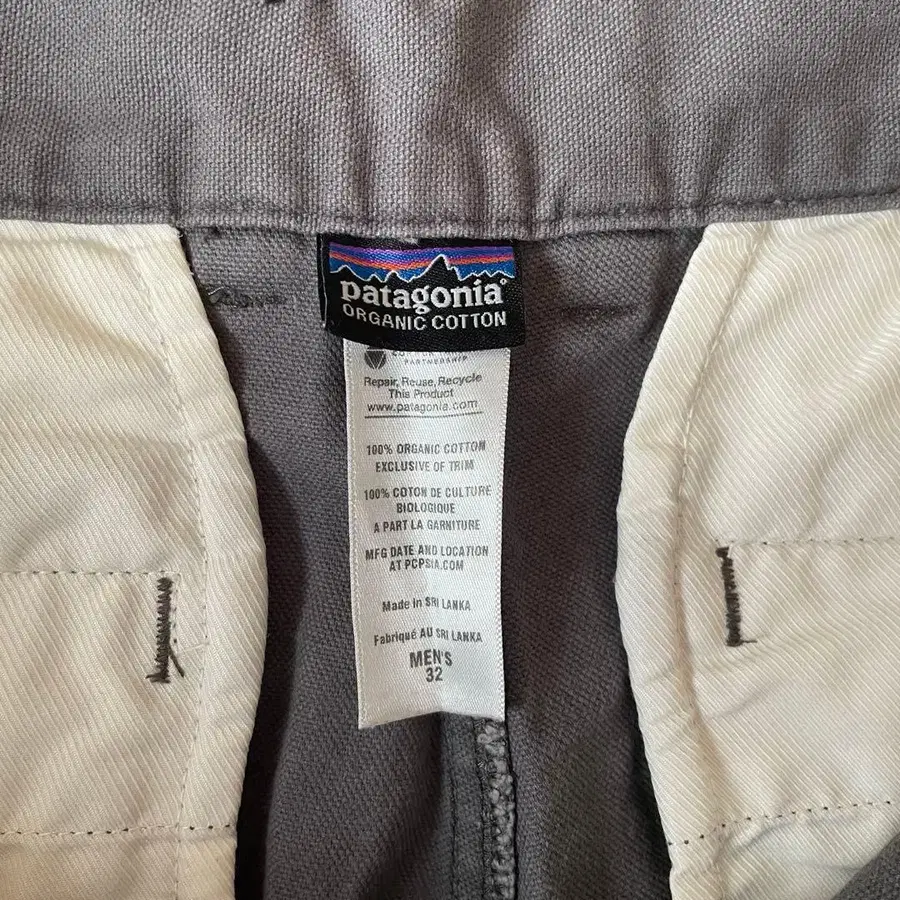 patagonia®
ORGANIC COTTON
PARTNERSHIP
Repair, Reuse, Recycle
This Product
www.patagonia.com
100% ORGANIC COTTON
EXCLUSIVE OF TRIM
100% COTON DE CULTURE
BIOLOGIQUE
A PART LA GARNITURE
MFG DATE AND LOCATION
AT PCPSIA.COM
Made in SRI LANKA
Fabriqué AU SRI LANKA
MEN'S
32